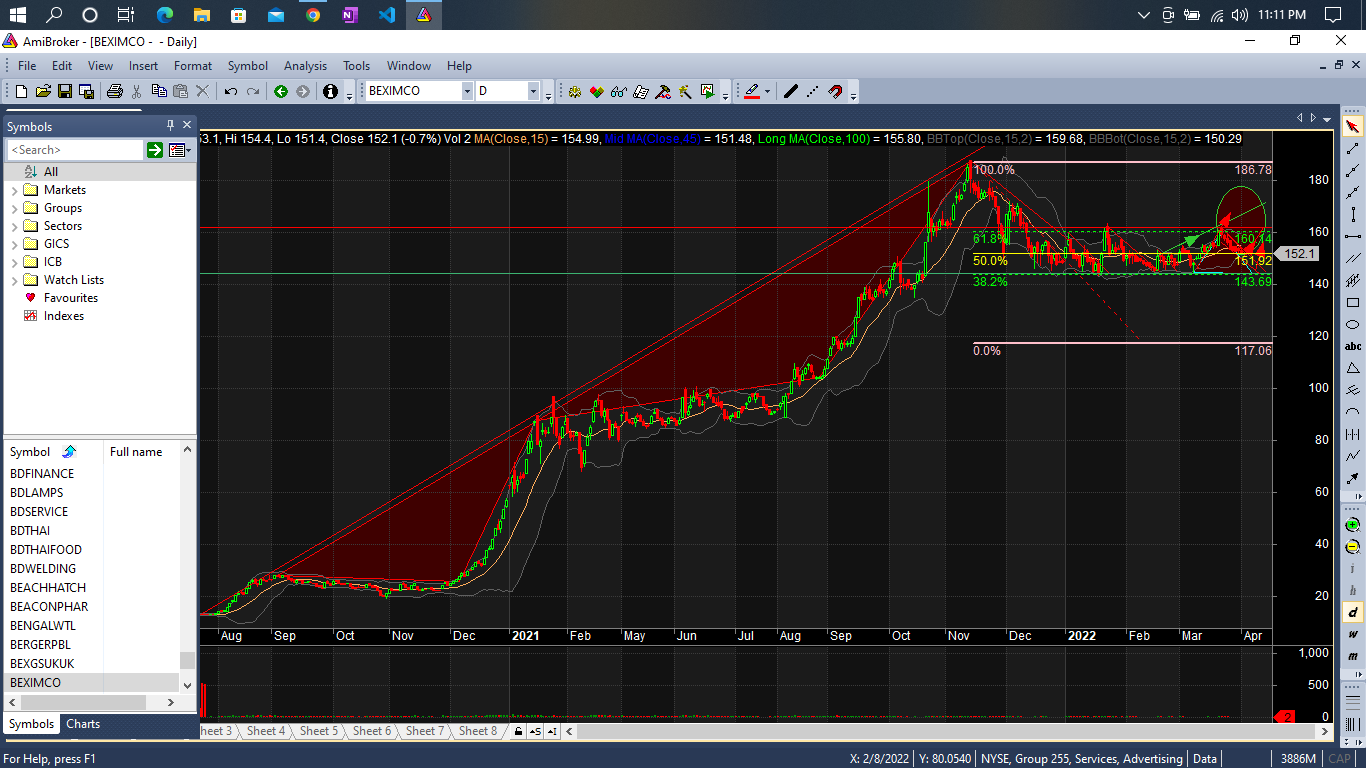 11:11 PM
AmiBroker - [BEXIMCO - - Daily]
File Edit View Insert Format Symbol Analysis Tools Window Help
BEXIMCO D
Symbols
<Search>
All
Markets
Groups
Sectors
GICS
ICB
Watch Lists
Favourites
Indexes
Symbol Full name
BDFINANCE
BDLAMPS
BDSERVICE
BDTHAI
BDTHAIFOOD
BDWELDING
BEACHHATCH
BEACONPHAR
BENGALWTL
BERGERPBL
BEXGSUKUK
BEXIMCO
Symbols Charts
53.1, Hi 154.4, Lo 151.4, Close 152.1 (-0.7%) Vol 2 MA(Close,15) = 154.99, Mid MA(Close,45) = 151.48, Long MA(Close,100) = 155.80, BBTop(Close,15,2) = 159.68, BBBot(Close,15,2) = 150.29
100.0% 186.78
61.8% 160.14
50.0% 151.92
38.2% 143.69
0.0% 117.06
180
160
152.1
140
120
100
80
60
40
20
Aug Sep Oct Nov Dec 2021 Feb May Jun Jul Aug Sep Oct Nov Dec 2022 Feb Mar Apr
1,000
500
0
2
heet 3 Sheet 4 Sheet 5 Sheet 6 Sheet 7 Sheet 8
S I
abc
i
h
d
w
m
For Help, press F1 X: 2/8/2022 Y: 80.0540 NYSE, Group 255, Services, Advertising Data 3886M CAP